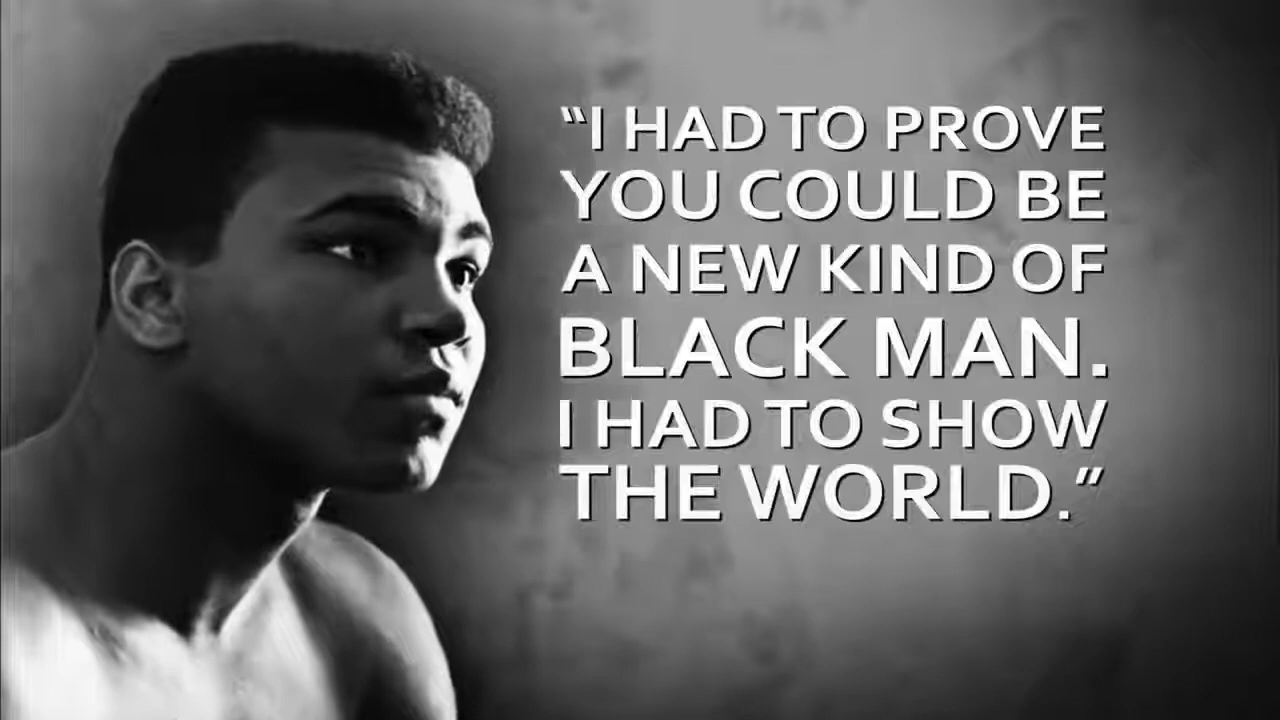 “I HAD TO PROVE
YOU COULD BE
A NEW KIND OF
BLACK MAN.
I HAD TO SHOW
THE WORLD.”